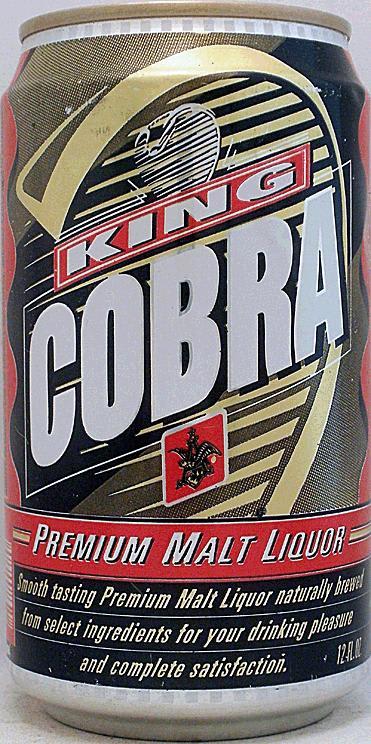 KING
COBRA
PREMIUM MALT LIQUOR
Smooth tasting Premium Malt Liquor naturally brewed
from select ingredients for your drinking pleasure
and complete satisfaction.
12 FL. OZ.